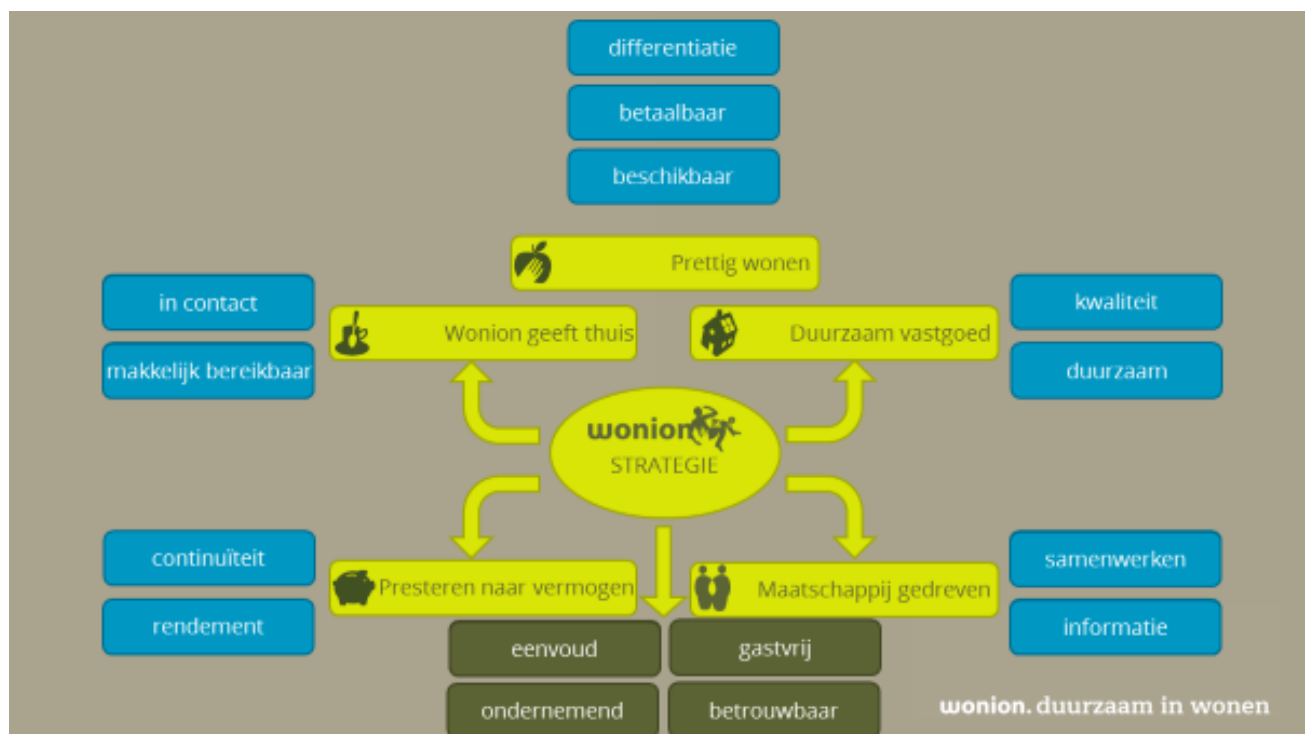 differentiatie
betaalbaar
beschikbaar
Prettig wonen
in contact
makkelijk bereikbaar
Wonion geeft thuis
Duurzaam vastgoed
kwaliteit
duurzaam
wonion
STRATEGIE
continuïteit
rendement
Presteren naar vermogen
Maatschappij gedreven
samenwerken
informatie
eenvoud
gastvrij
ondernemend
betrouwbaar
wonion. duurzaam in wonen